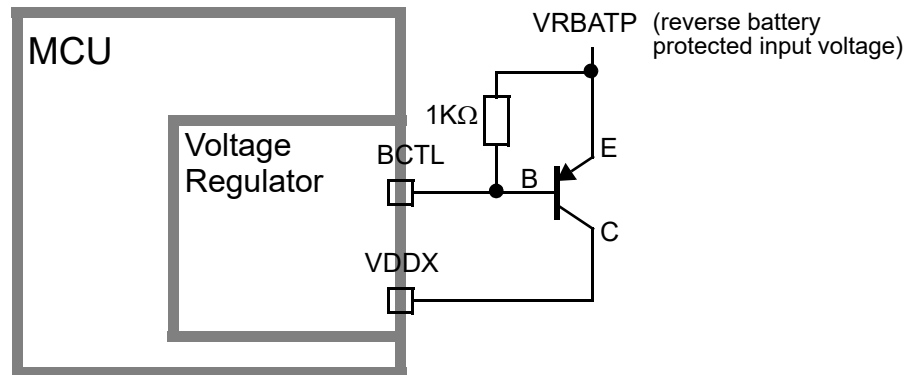 VRBATP (reverse battery
protected input voltage)
MCU
1KΩ
Voltage
Regulator
BCTL
B
E
C
VDDX